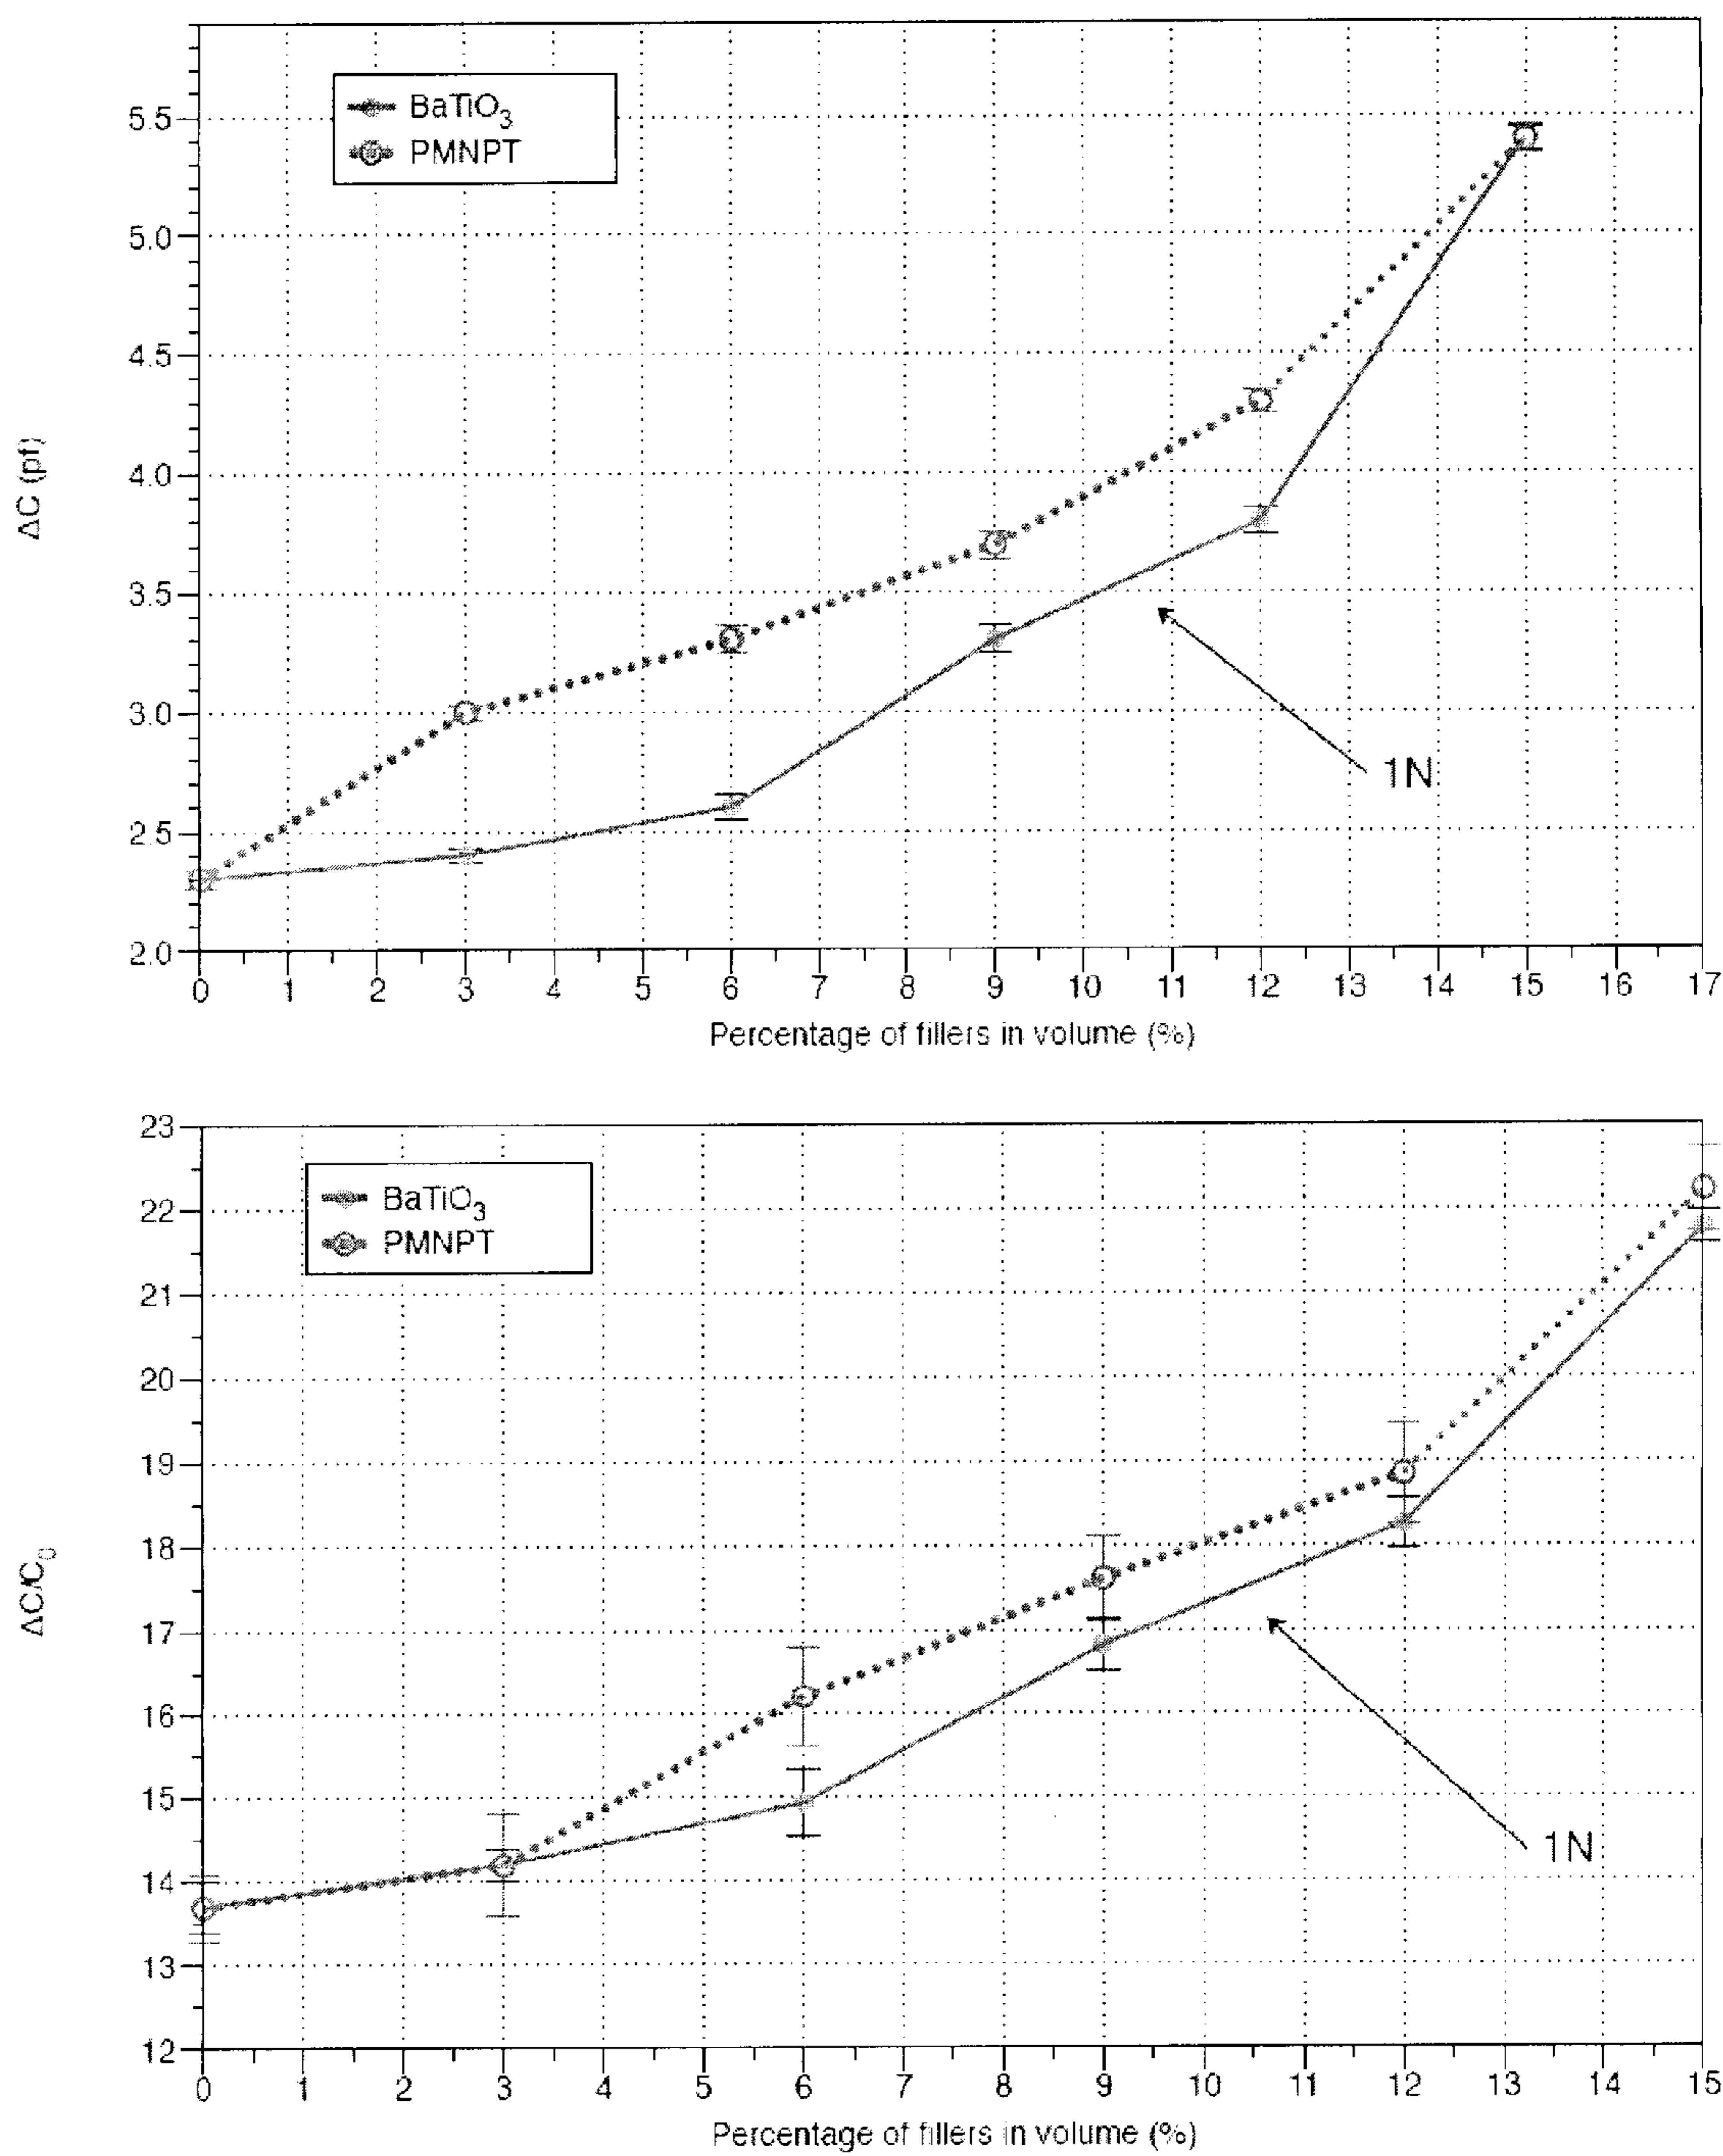 BaTiO₃
PMNPT
5.5
5.0
4.5
4.0
3.5
3.0
2.5
2.0
ΔC (pf)
1N
0 1 2 3 4 5 6 7 8 9 10 11 12 13 14 15 16 17
Percentage of fillers in volume (%)
23
22
21
20
19
18
17
16
15
14
13
12
BaTiO₃
PMNPT
ΔC/C₀
1N
0 1 2 3 4 5 6 7 8 9 10 11 12 13 14 15
Percentage of fillers in volume (%)